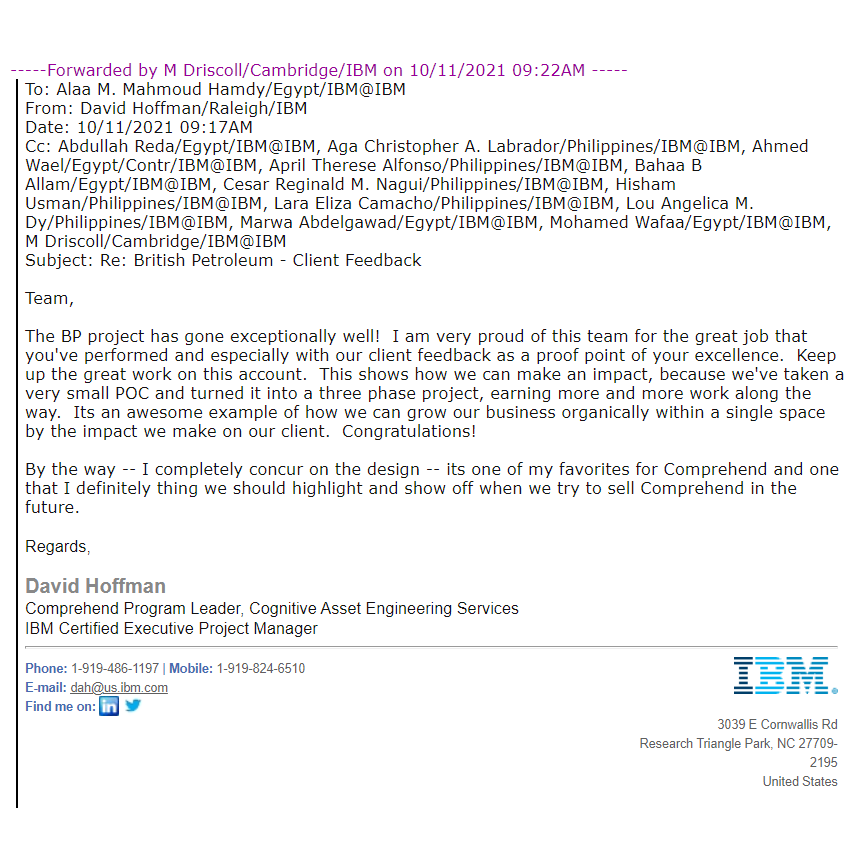 -----Forwarded by M Driscoll/Cambridge/IBM on 10/11/2021 09:22AM -----
To: Alaa M. Mahmoud Hamdy/Egypt/IBM@IBM
From: David Hoffman/Raleigh/IBM
Date: 10/11/2021 09:17AM
Cc: Abdullah Reda/Egypt/IBM@IBM, Aga Christopher A. Labrador/Philippines/IBM@IBM, Ahmed
Wael/Egypt/Contr/IBM@IBM, April Therese Alfonso/Philippines/IBM@IBM, Bahaa B
Allam/Egypt/IBM@IBM, Cesar Reginald M. Nagui/Philippines/IBM@IBM, Hisham
Usman/Philippines/IBM@IBM, Lara Eliza Camacho/Philippines/IBM@IBM, Lou Angelica M.
Dy/Philippines/IBM@IBM, Marwa Abdelgawad/Egypt/IBM@IBM, Mohamed Wafaa/Egypt/IBM@IBM,
M Driscoll/Cambridge/IBM@IBM
Subject: Re: British Petroleum - Client Feedback
Team,
The BP project has gone exceptionally well!  I am very proud of this team for the great job that
you've performed and especially with our client feedback as a proof point of your excellence.  Keep
up the great work on this account.  This shows how we can make an impact, because we've taken a
very small POC and turned it into a three phase project, earning more and more work along the
way.  Its an awesome example of how we can grow our business organically within a single space
by the impact we make on our client.  Congratulations!
By the way -- I completely concur on the design -- its one of my favorites for Comprehend and one
that I definitely thing we should highlight and show off when we try to sell Comprehend in the
future.
Regards,
David Hoffman
Comprehend Program Leader, Cognitive Asset Engineering Services
IBM Certified Executive Project Manager
Phone: 1-919-486-1197 | Mobile: 1-919-824-6510
E-mail: dah@us.ibm.com
Find me on: in
IBM®
3039 E Cornwallis Rd
Research Triangle Park, NC 27709-
2195
United States